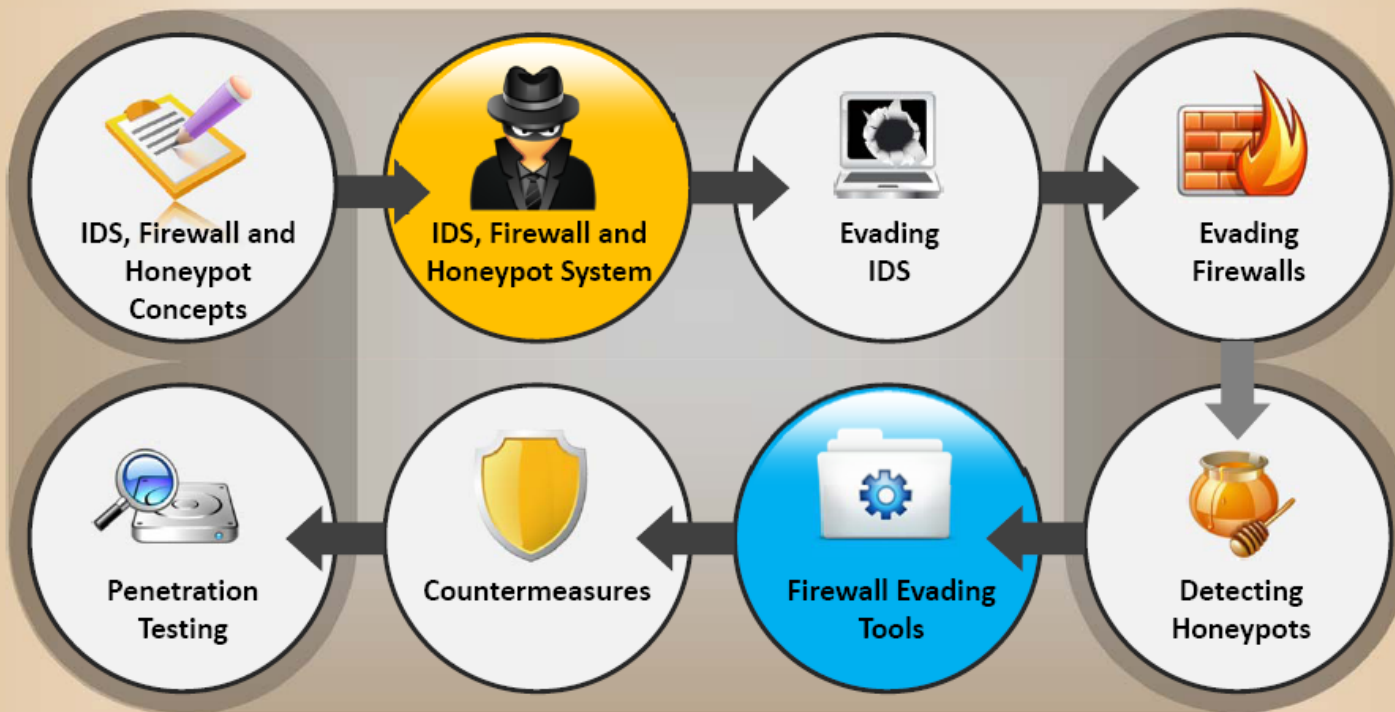 IDS, Firewall and
Honeypot
Concepts
IDS, Firewall and
Honeypot System
Evading
IDS
Evading
Firewalls
Penetration
Testing
Countermeasures
Firewall Evading
Tools
Detecting
Honeypots